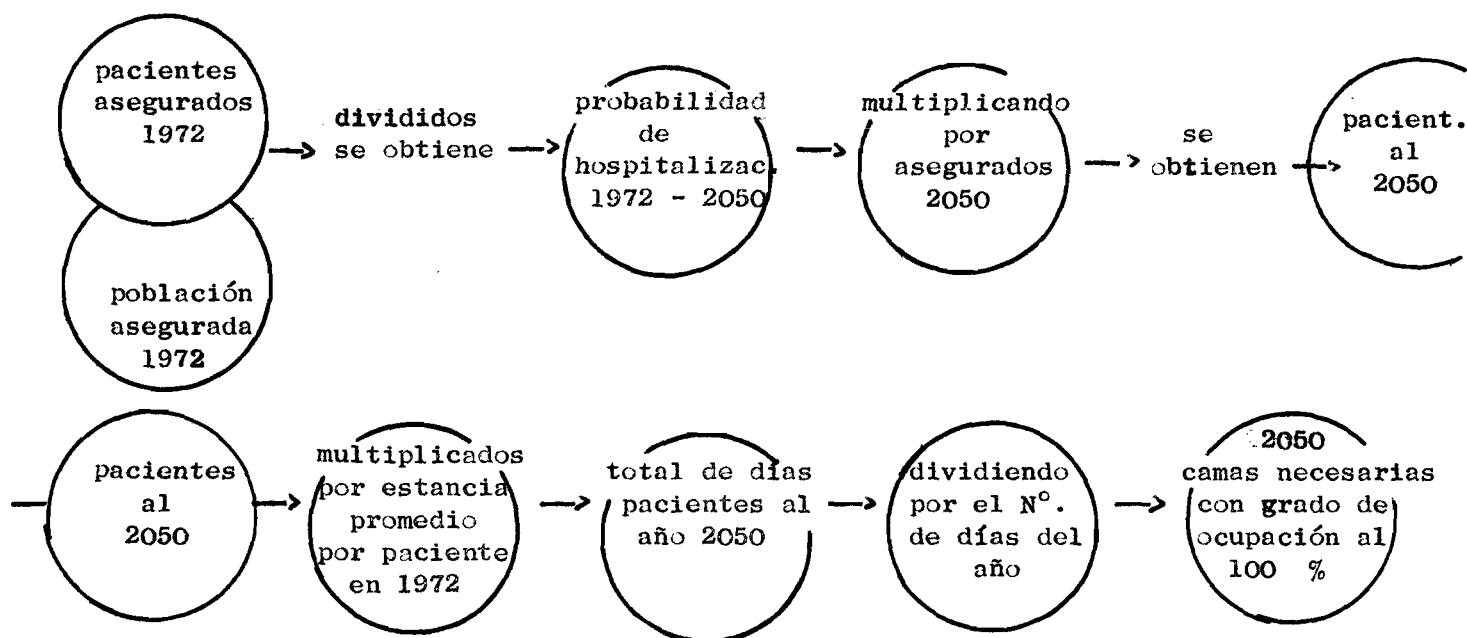 pacientes
asegurados
1972
población
asegurada
1972
divididos
se obtiene
probabilidad
de
hospitalizac.
1972 - 2050
multiplicando
por
asegurados
2050
se
obtienen
pacient.
al
2050
pacientes
al
2050
multiplicados
por estancia
promedio
por paciente
en 1972
total de días
pacientes al
año 2050
dividiendo
por el Nº.
de días del
año
2050
camas necesarias
con grado de
ocupación al
100 %